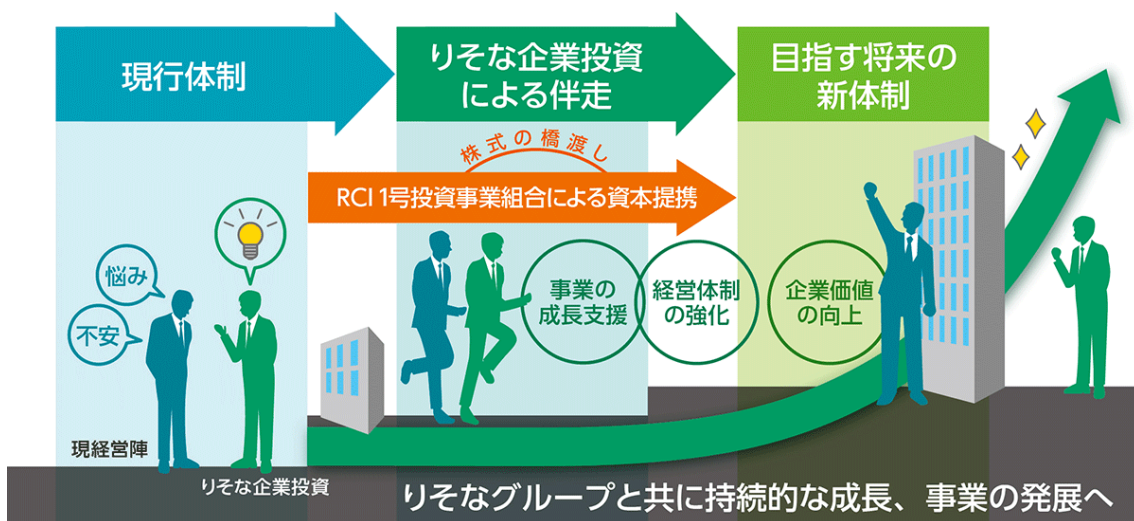 現行体制
りそな企業投資
による伴走
目指す将来の
新体制
株式の橋渡し
RCI 1号投資事業組合による資本提携
悩み
不安
事業の
成長支援
経営体制
の強化
企業価値
の向上
現経営陣
りそな企業投資
りそなグループと共に持続的な成長、事業の発展へ